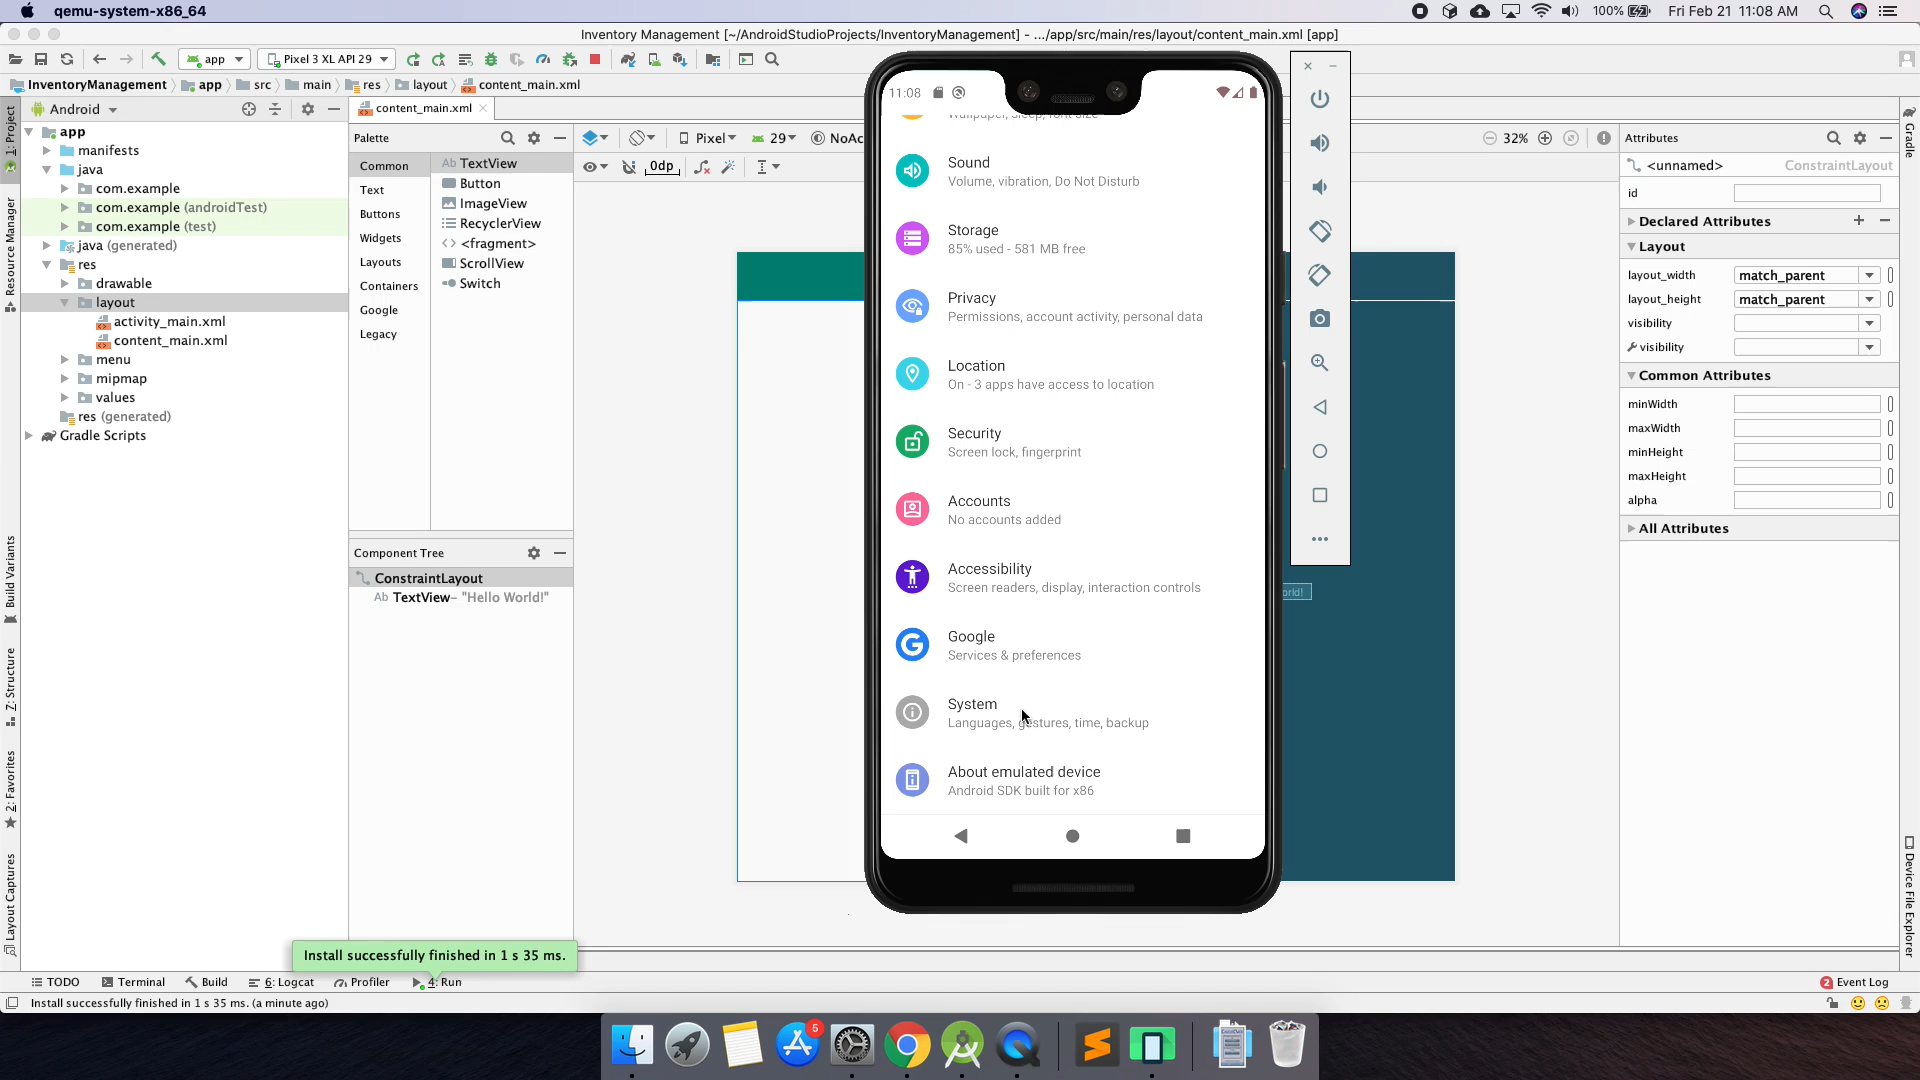 qemu-system-x86_64
100%
Fri Feb 21 11:08 AM
Inventory Management [~/AndroidStudioProjects/InventoryManagement] - .../app/src/main/res/layout/content_main.xml [app]
app
Pixel 3 XL API 29
InventoryManagement
app
src
main
res
layout
content_main.xml
1: Project
Resource Manager
Build Variants
Z: Structure
2: Favorites
Layout Captures
Android
app
manifests
java
com.example
com.example (androidTest)
com.example (test)
java (generated)
res
drawable
layout
activity_main.xml
content_main.xml
menu
mipmap
values
res (generated)
Gradle Scripts
content_main.xml
Palette
Common
Text
Buttons
Widgets
Layouts
Containers
Google
Legacy
Ab TextView
Button
ImageView
RecyclerView
<fragment>
ScrollView
Switch
Component Tree
ConstraintLayout
Ab TextView– "Hello World!"
Pixel
29
NoAc
0dp
32%
orld!
11:08
Wallpaper, sleep, font size
Sound
Volume, vibration, Do Not Disturb
Storage
85% used - 581 MB free
Privacy
Permissions, account activity, personal data
Location
On - 3 apps have access to location
Security
Screen lock, fingerprint
Accounts
No accounts added
Accessibility
Screen readers, display, interaction controls
Google
Services & preferences
System
Languages, gestures, time, backup
About emulated device
Android SDK built for x86
Attributes
<unnamed>
ConstraintLayout
id
Declared Attributes
Layout
layout_width
match_parent
layout_height
match_parent
visibility
visibility
Common Attributes
minWidth
maxWidth
minHeight
maxHeight
alpha
All Attributes
Gradle
Device File Explorer
Install successfully finished in 1 s 35 ms.
TODO
Terminal
Build
6: Logcat
Profiler
4: Run
2
Event Log
Install successfully finished in 1 s 35 ms. (a minute ago)
5